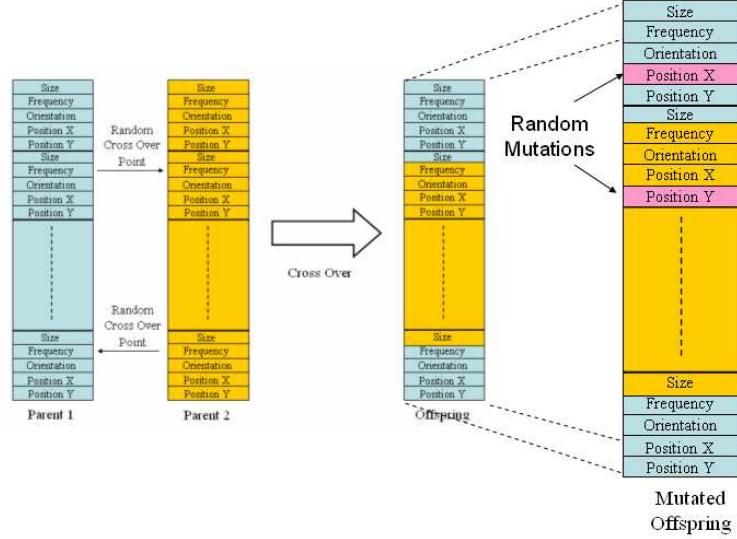 Size
Frequency
Orientation
Position X
Position Y
Size
Frequency
Orientation
Position X
Position Y
Size
Frequency
Orientation
Position X
Position Y
Parent 1
Random
Cross Over
Point
Random
Cross Over
Point
Size
Frequency
Orientation
Position X
Position Y
Size
Frequency
Orientation
Position X
Position Y
Size
Frequency
Orientation
Position X
Position Y
Parent 2
Cross Over
Size
Frequency
Orientation
Position X
Position Y
Size
Frequency
Orientation
Position X
Position Y
Size
Frequency
Orientation
Position X
Position Y
Offspring
Random
Mutations
Size
Frequency
Orientation
Position X
Position Y
Size
Frequency
Orientation
Position X
Position Y
Size
Frequency
Orientation
Position X
Position Y
Mutated
Offspring